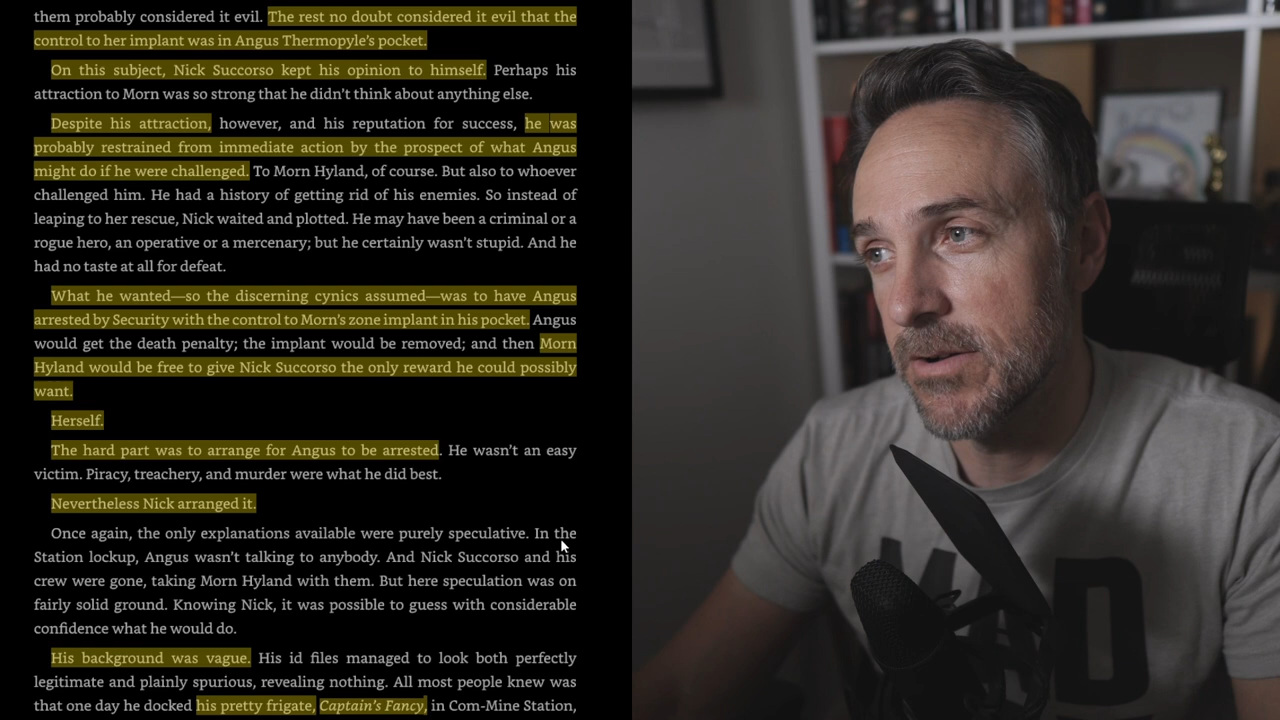 them probably considered it evil. The rest no doubt considered it evil that the
control to her implant was in Angus Thermopyle's pocket.
On this subject, Nick Succorso kept his opinion to himself. Perhaps his
attraction to Morn was so strong that he didn't think about anything else.
Despite his attraction, however, and his reputation for success, he was
probably restrained from immediate action by the prospect of what Angus
might do if he were challenged. To Morn Hyland, of course. But also to whoever
challenged him. He had a history of getting rid of his enemies. So instead of
leaping to her rescue, Nick waited and plotted. He may have been a criminal or a
rogue hero, an operative or a mercenary; but he certainly wasn't stupid. And he
had no taste at all for defeat.
What he wanted—so the discerning cynics assumed—was to have Angus
arrested by Security with the control to Morn's zone implant in his pocket. Angus
would get the death penalty; the implant would be removed; and then Morn
Hyland would be free to give Nick Succorso the only reward he could possibly
want.
Herself.
The hard part was to arrange for Angus to be arrested. He wasn't an easy
victim. Piracy, treachery, and murder were what he did best.
Nevertheless Nick arranged it.
Once again, the only explanations available were purely speculative. In the
Station lockup, Angus wasn't talking to anybody. And Nick Succorso and his
crew were gone, taking Morn Hyland with them. But here speculation was on
fairly solid ground. Knowing Nick, it was possible to guess with considerable
confidence what he would do.
His background was vague. His id files managed to look both perfectly
legitimate and plainly spurious, revealing nothing. All most people knew was
that one day he docked his pretty frigate, Captain's Fancy, in Com-Mine Station,